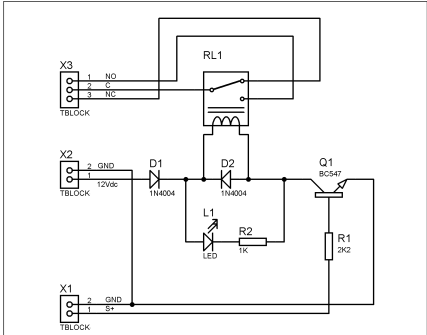 RL1
X3
1 NO
2 C
3 NC
TBLOCK
X2
2 GND
1 12Vdc
TBLOCK
D1
1N4004
D2
1N4004
Q1
BC547
L1
LED
R2
1K
R1
2K2
X1
2 GND
1 S+
TBLOCK